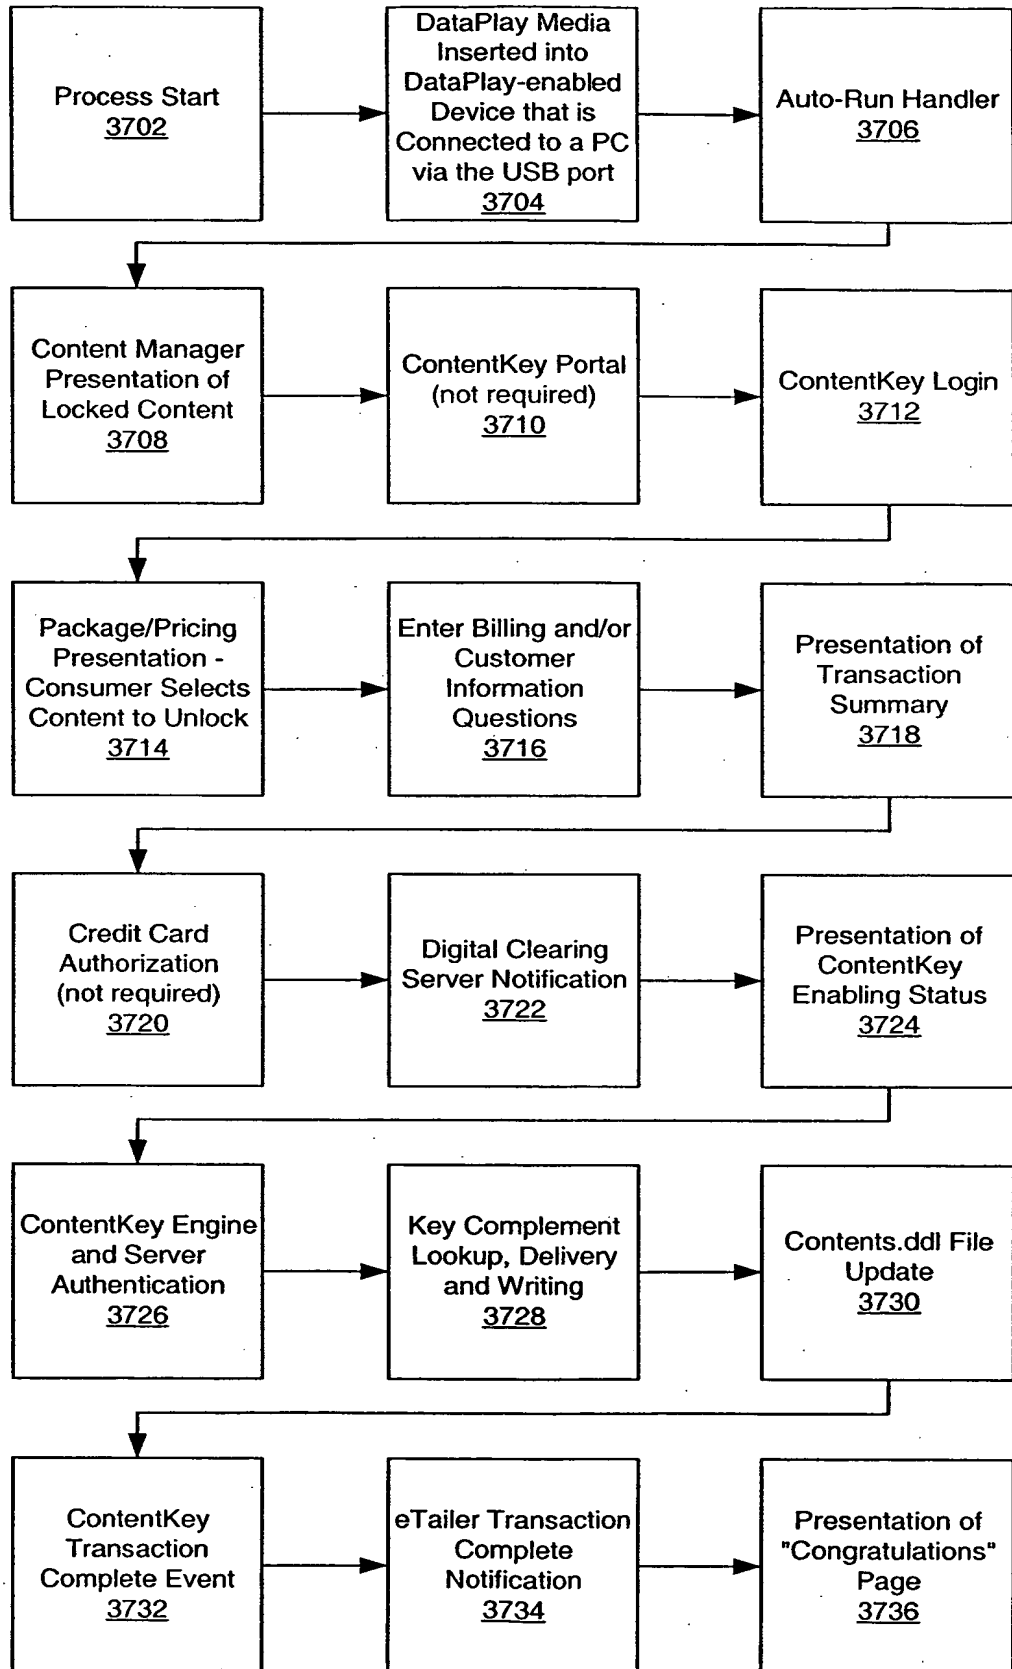 Process Start
3702
DataPlay Media
Inserted into
DataPlay-enabled
Device that is
Connected to a PC
via the USB port
3704
Auto-Run Handler
3706
Content Manager
Presentation of
Locked Content
3708
ContentKey Portal
(not required)
3710
ContentKey Login
3712
Package/Pricing
Presentation -
Consumer Selects
Content to Unlock
3714
Enter Billing and/or
Customer
Information
Questions
3716
Presentation of
Transaction
Summary
3718
Credit Card
Authorization
(not required)
3720
Digital Clearing
Server Notification
3722
Presentation of
ContentKey
Enabling Status
3724
ContentKey Engine
and Server
Authentication
3726
Key Complement
Lookup, Delivery
and Writing
3728
Contents.ddl File
Update
3730
ContentKey
Transaction
Complete Event
3732
eTailer Transaction
Complete
Notification
3734
Presentation of
"Congratulations"
Page
3736